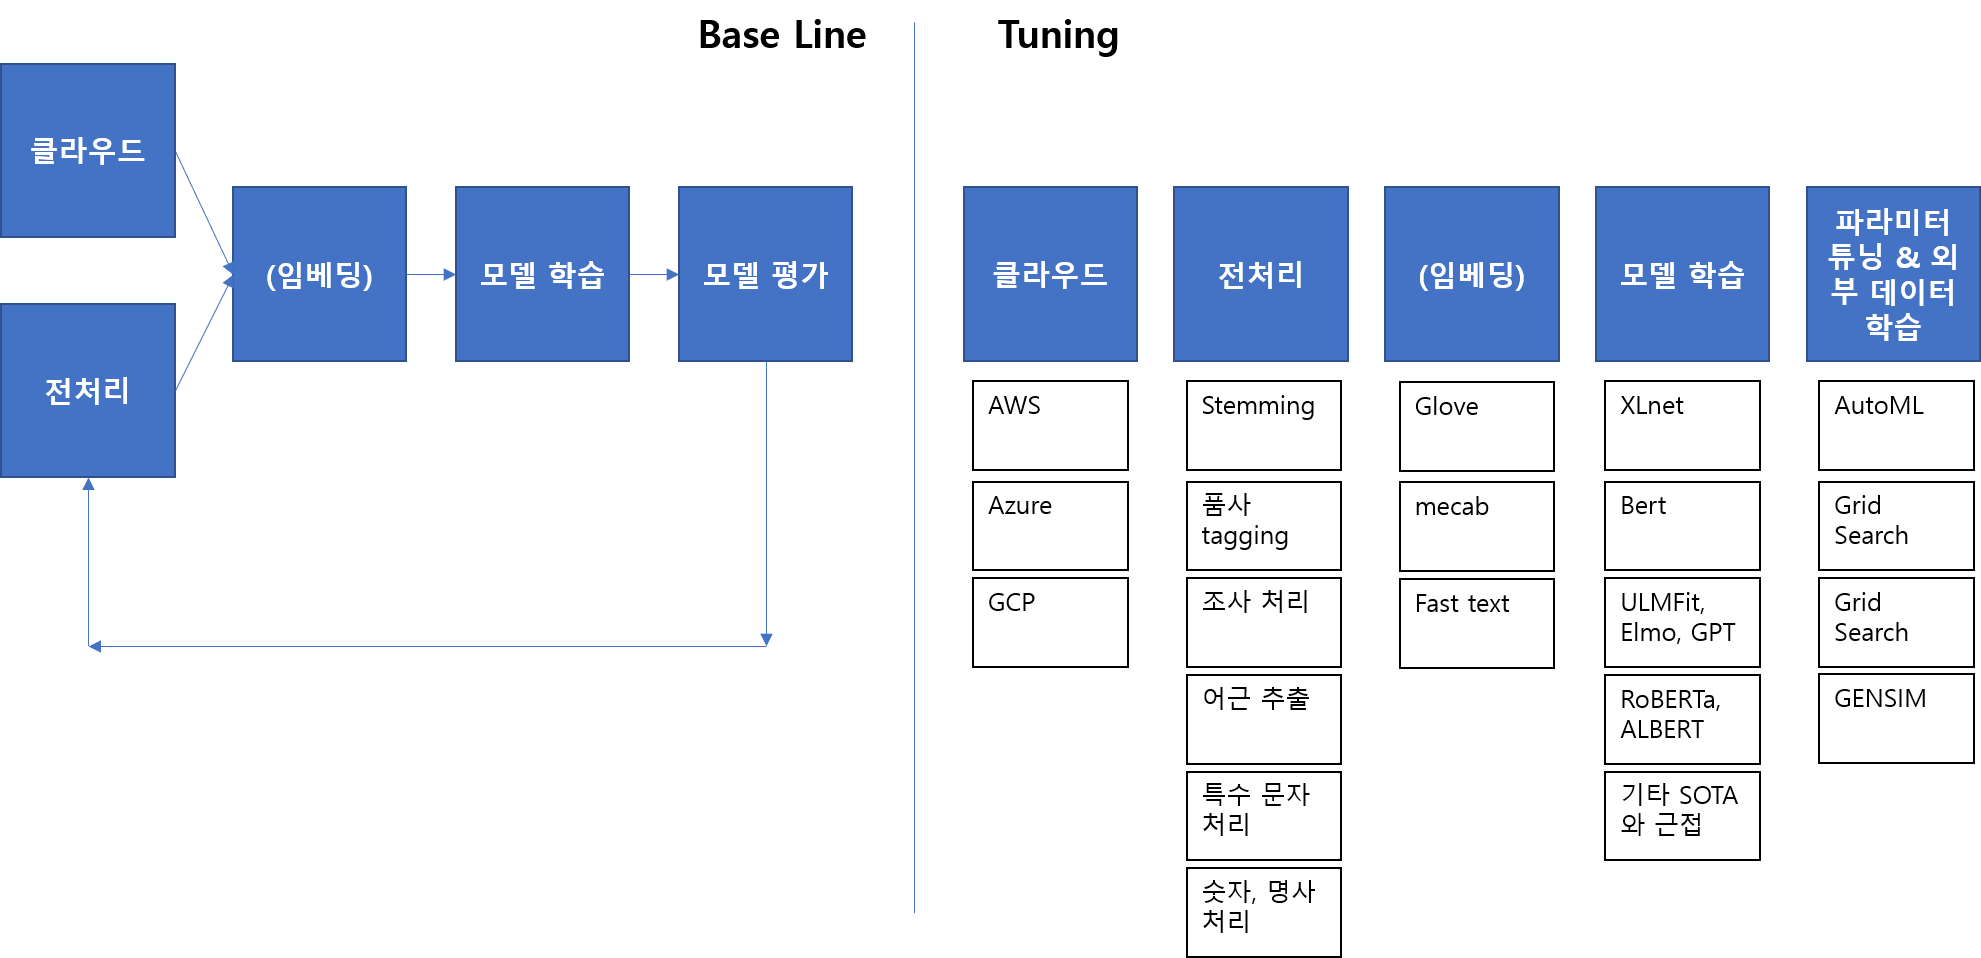 Base Line
클라우드
전처리
(임베딩)
모델 학습
모델 평가
Tuning
클라우드
AWS
Azure
GCP
전처리
Stemming
품사
tagging
조사 처리
어근 추출
특수 문자
처리
숫자, 명사
처리
(임베딩)
Glove
mecab
Fast text
모델 학습
XLnet
Bert
ULMFit,
Elmo, GPT
RoBERTa,
ALBERT
기타 SOTA
와 근접
파라미터
튜닝 & 외
부 데이터
학습
AutoML
Grid
Search
Grid
Search
GENSIM